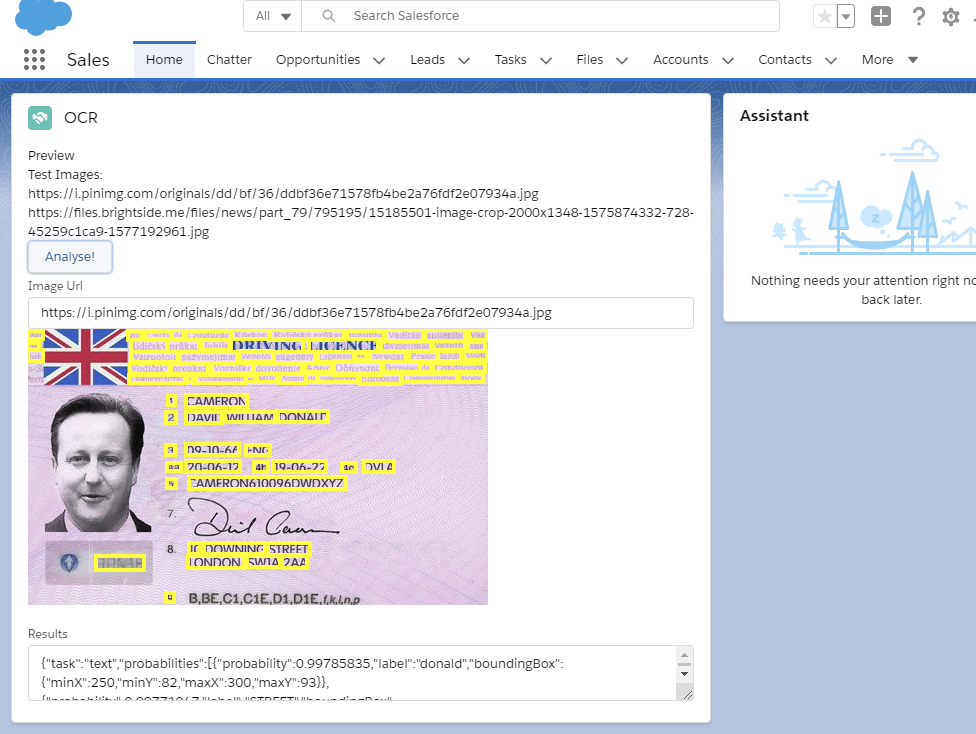 All
Search Salesforce
Sales
Home
Chatter
Opportunities
Leads
Tasks
Files
Accounts
Contacts
More
OCR
Preview
Test Images:
https://i.pinimg.com/originals/dd/bf/36/ddbf36e71578fb4be2a76fdf2e07934a.jpg
https://files.brightside.me/files/news/part_79/795195/15185501-image-crop-2000x1348-1575874332-728-
45259c1ca9-1577192961.jpg
Analyse!
Image Url
https://i.pinimg.com/originals/dd/bf/36/ddbf36e71578fb4be2a76fdf2e07934a.jpg
DRIVING LICENCE
1 CAMERON
2 DAVID WILLIAM DONALD
3 09-10-66 ENG
4a 20-06-12 4b 19-06-22 4c DVLA
5 CAMERON610096DWDXYZ
7.
8. 10 DOWNING STREET
LONDON SW1A 2AA
9 B,BE,C1,C1E,D1,D1E,f,k,l,n,p
Results
{"task":"text","probabilities":[{"probability":0.99785835,"label":"donald","boundingBox":
{"minX":250,"minY":82,"maxX":300,"maxY":93}},
Assistant
Nothing needs your attention right
back later.